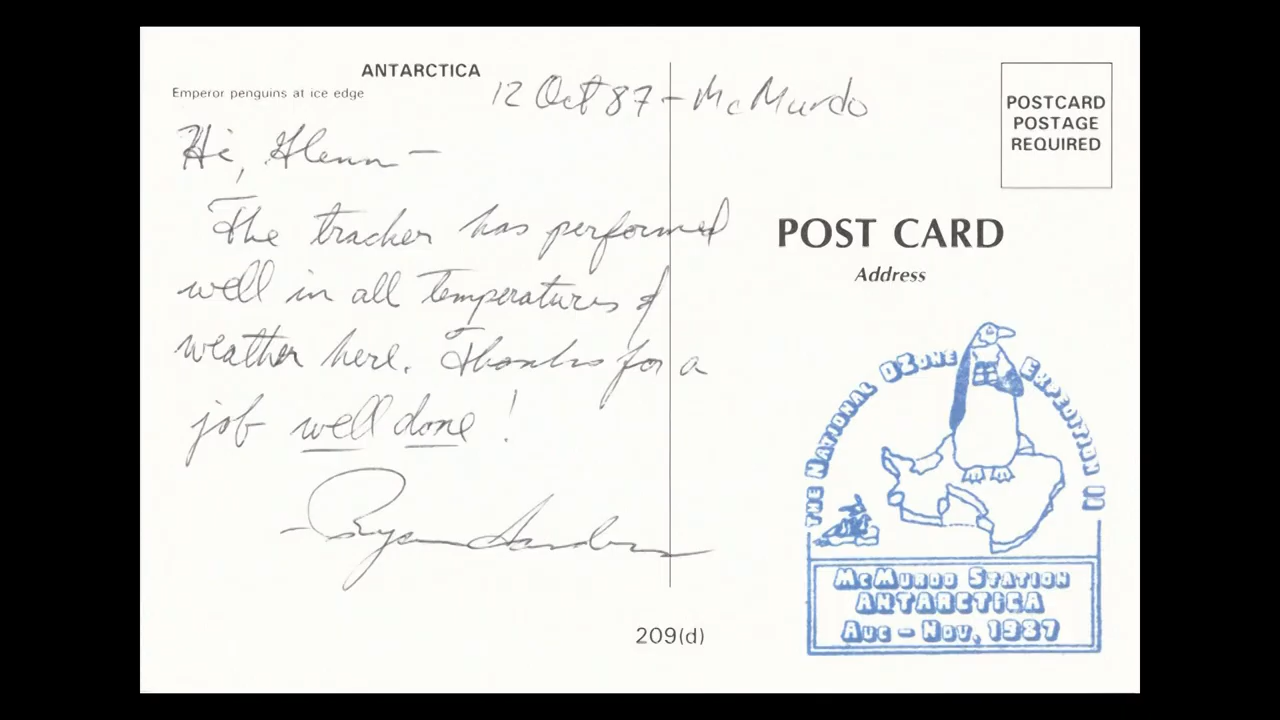 ANTARCTICA
Emperor penguins at ice edge
12 Oct 87 - McMurdo
Hi, Glenn -
The tracker has performed
well in all temperatures &
weather here. Thanks for a
job well done!
- Ryan Sanders
209(d)
POSTCARD
POSTAGE
REQUIRED
POST CARD
Address
THE NATIONAL OZONE EXPEDITION II
MCMURDO STATION
ANTARCTICA
AUG - NOV, 1987